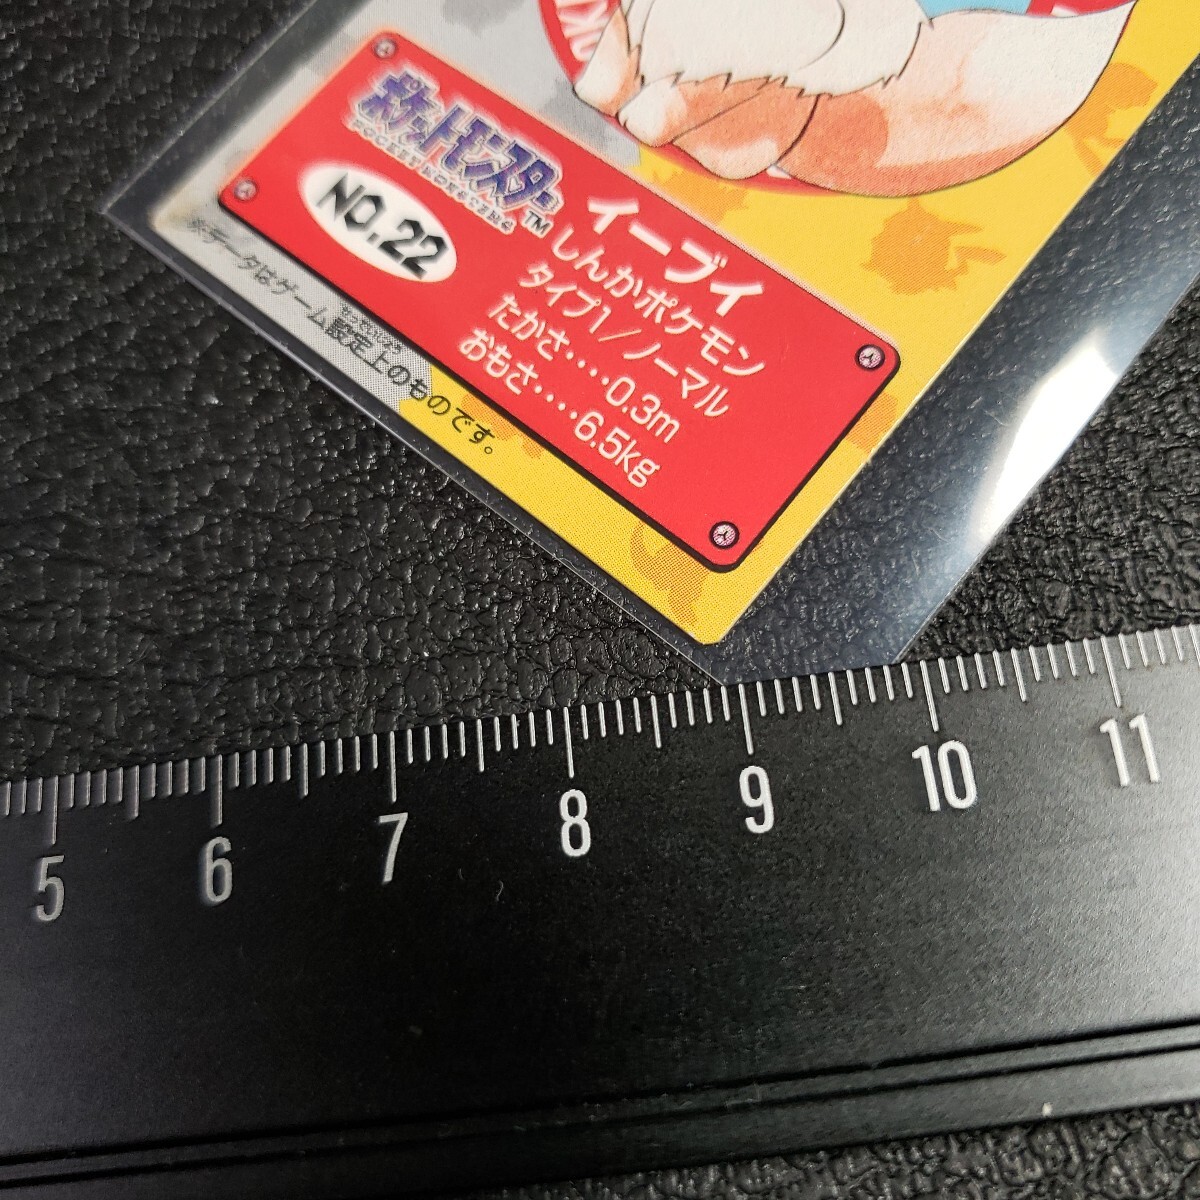 ポケットモンスター
POCKET MONSTERS
TM
NO.22
イーブイ
しんかポケモン
タイプ1/ノーマル
たかさ‥‥0.3m
おもさ‥‥6.5kg
※データはゲーム設定上のものです。
5 6 7 8 9 10 11